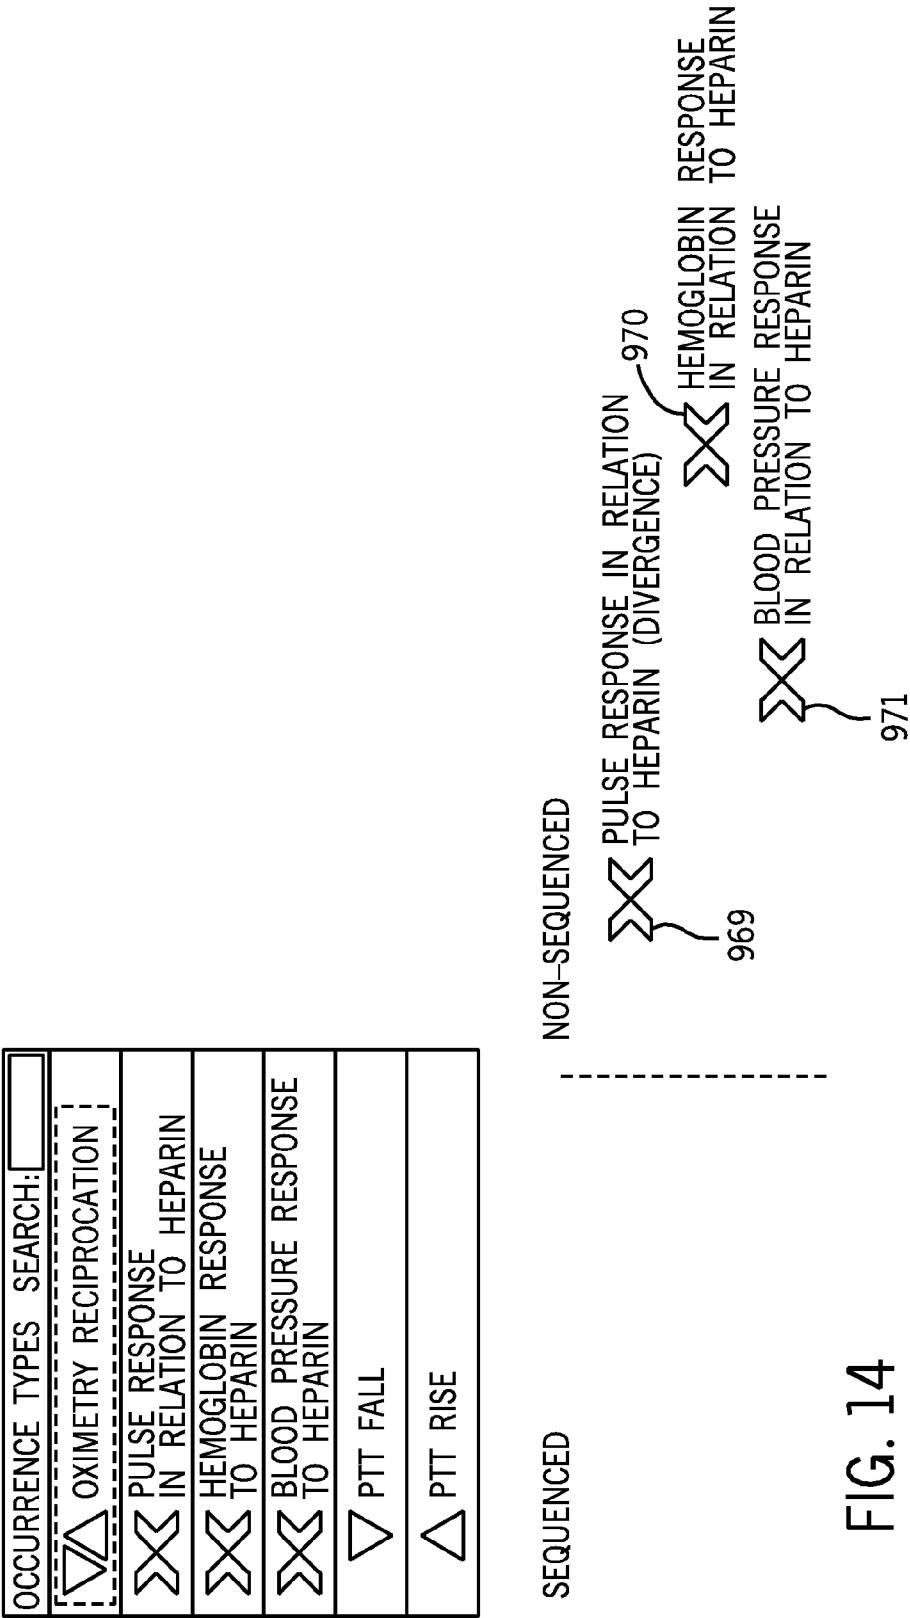 OCCURRENCE TYPES SEARCH:
OXIMETRY RECIPROCATION
PULSE RESPONSE
IN RELATION TO HEPARIN
HEMOGLOBIN RESPONSE
TO HEPARIN
BLOOD PRESSURE RESPONSE
TO HEPARIN
PTT FALL
PTT RISE
SEQUENCED
NON-SEQUENCED
PULSE RESPONSE IN RELATION
TO HEPARIN (DIVERGENCE)
969
970
HEMOGLOBIN RESPONSE
IN RELATION TO HEPARIN
BLOOD PRESSURE RESPONSE
IN RELATION TO HEPARIN
971
FIG. 14